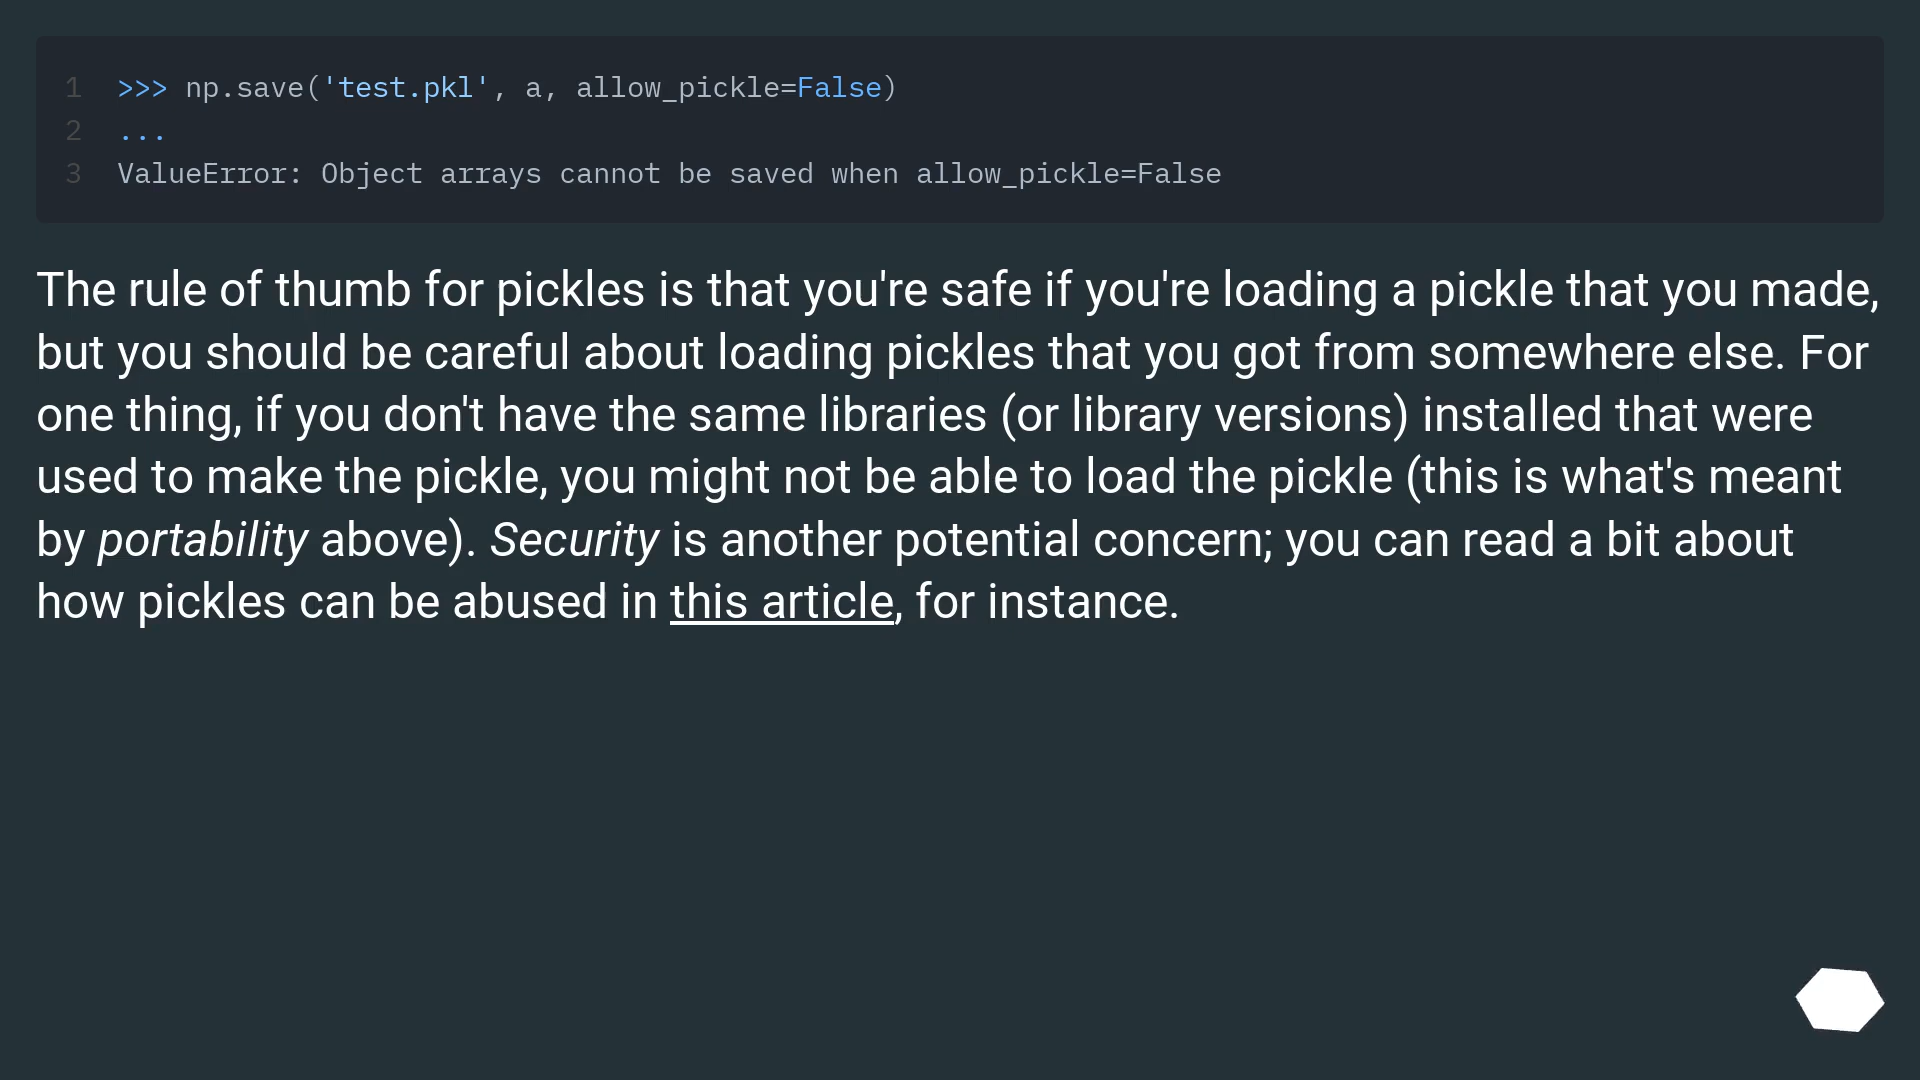 1 >>> np.save('test.pkl', a, allow_pickle=False)
2 ...
3 ValueError: Object arrays cannot be saved when allow_pickle=False
The rule of thumb for pickles is that you're safe if you're loading a pickle that you made,
but you should be careful about loading pickles that you got from somewhere else. For
one thing, if you don't have the same libraries (or library versions) installed that were
used to make the pickle, you might not be able to load the pickle (this is what's meant
by portability above). Security is another potential concern; you can read a bit about
how pickles can be abused in this article, for instance.